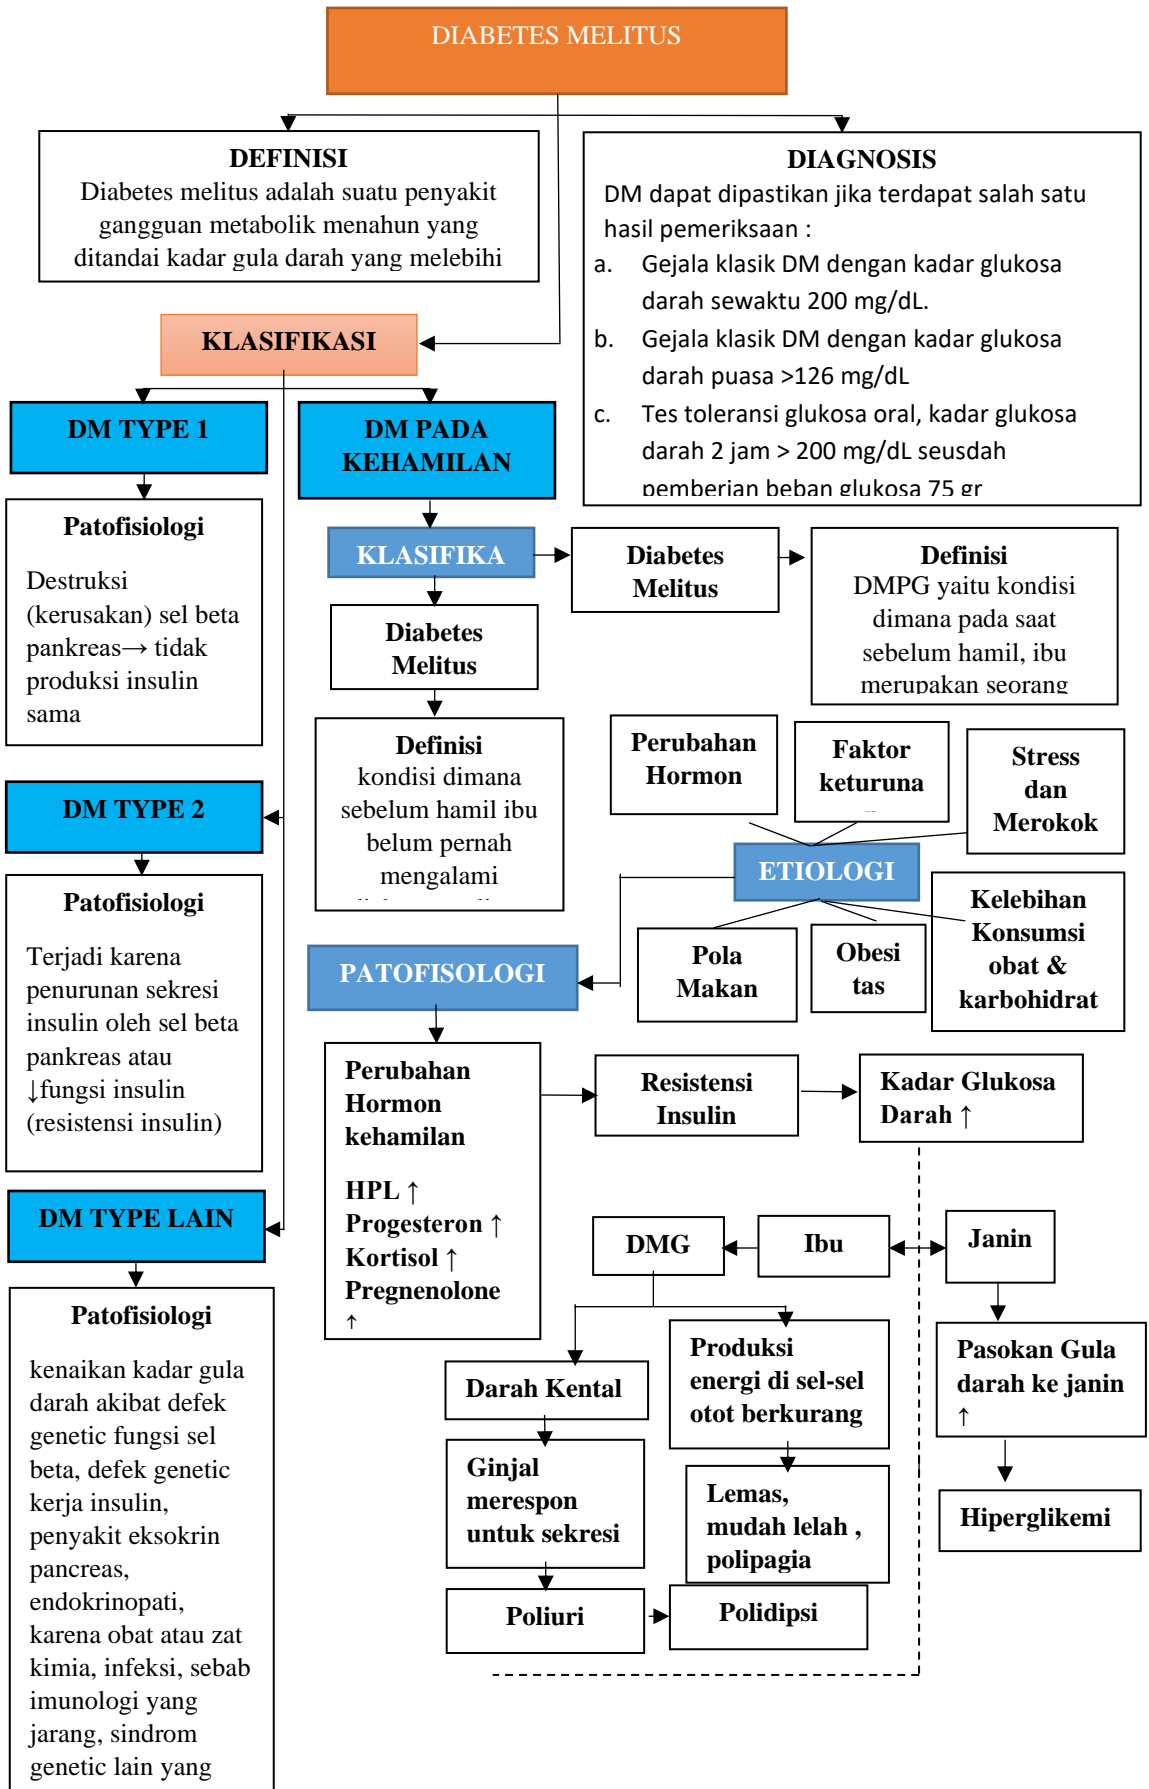 DIABETES MELITUS
DEFINISI
Diabetes melitus adalah suatu penyakit
gangguan metabolik menahun yang
ditandai kadar gula darah yang melebihi
DIAGNOSIS
DM dapat dipastikan jika terdapat salah satu
hasil pemeriksaan :
a. Gejala klasik DM dengan kadar glukosa
darah sewaktu 200 mg/dL.
b. Gejala klasik DM dengan kadar glukosa
darah puasa >126 mg/dL
c. Tes toleransi glukosa oral, kadar glukosa
darah 2 jam > 200 mg/dL seusdah
pemberian beban glukosa 75 gr
KLASIFIKASI
DM TYPE 1
DM PADA
KEHAMILAN
Patofisiologi
Destruksi
(kerusakan) sel beta
pankreas→ tidak
produksi insulin
sama
KLASIFIKA
Diabetes
Melitus
Definisi
DMPG yaitu kondisi
dimana pada saat
sebelum hamil, ibu
merupakan seorang
Diabetes
Melitus
Definisi
kondisi dimana
sebelum hamil ibu
belum pernah
mengalami
DM TYPE 2
Patofisiologi
Terjadi karena
penurunan sekresi
insulin oleh sel beta
pankreas atau
↓fungsi insulin
(resistensi insulin)
Perubahan
Hormon
Faktor
keturuna
Stress
dan
Merokok
ETIOLOGI
Pola
Makan
Obesi
tas
Kelebihan
Konsumsi
obat &
karbohidrat
PATOFISOLOGI
Perubahan
Hormon
kehamilan
HPL ↑
Progesteron ↑
Kortisol ↑
Pregnenolone
↑
Resistensi
Insulin
Kadar Glukosa
Darah ↑
DM TYPE LAIN
Patofisiologi
kenaikan kadar gula
darah akibat defek
genetic fungsi sel
beta, defek genetic
kerja insulin,
penyakit eksokrin
pancreas,
endokrinopati,
karena obat atau zat
kimia, infeksi, sebab
imunologi yang
jarang, sindrom
genetic lain yang
DMG
Ibu
Janin
Darah Kental
Produksi
energi di sel-sel
otot berkurang
Pasokan Gula
darah ke janin
↑
Ginjal
merespon
untuk sekresi
Lemas,
mudah lelah ,
polipagia
Hiperglikemi
Poliuri
Polidipsi